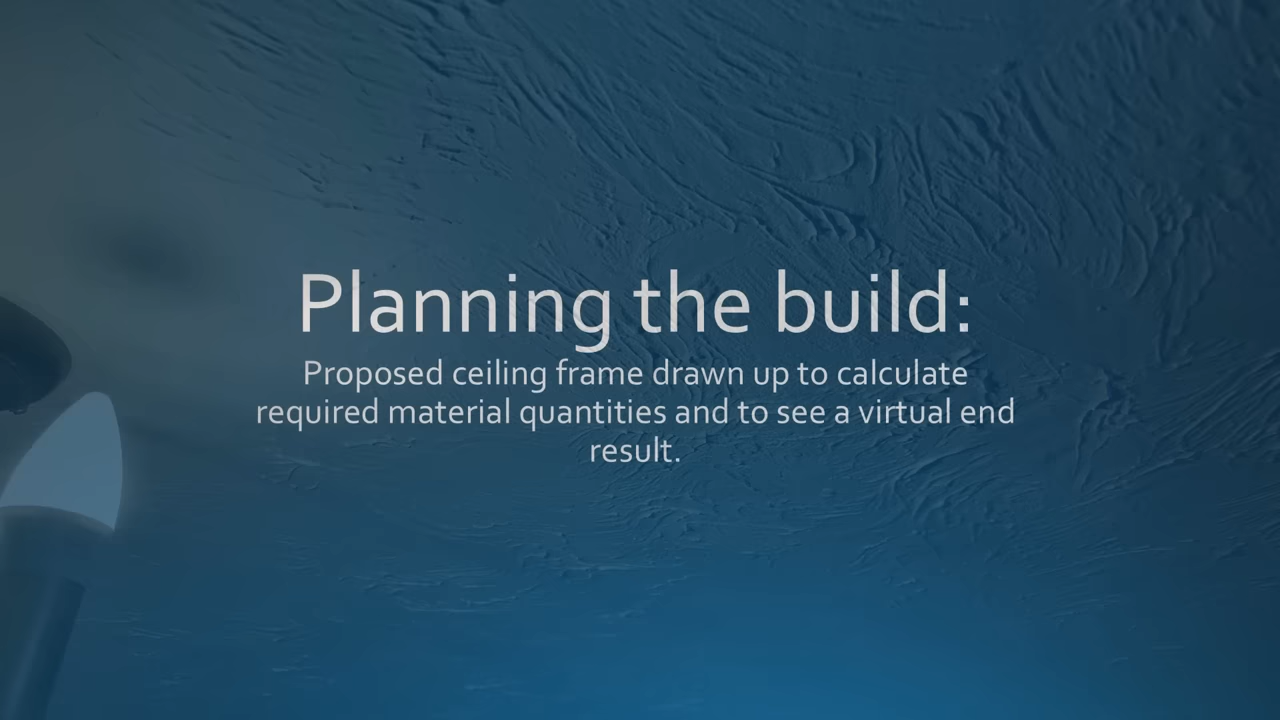 Planning the build:
Proposed ceiling frame drawn up to calculate
required material quantities and to see a virtual end
result.